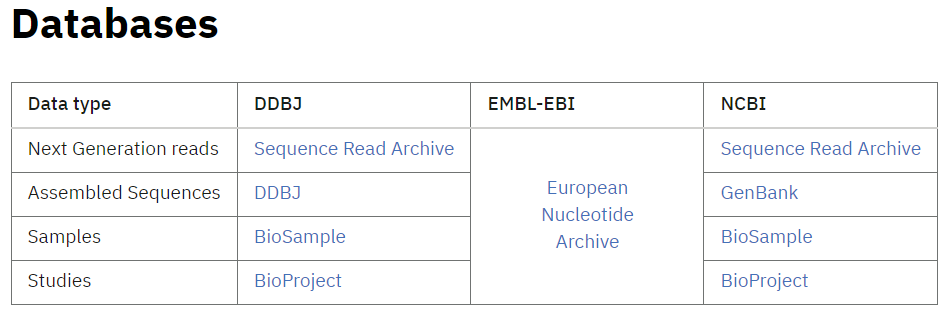 Databases
Data type DDBJ EMBL-EBI NCBI
Next Generation reads Sequence Read Archive Sequence Read Archive
Assembled Sequences DDBJ GenBank
European
Nucleotide
Archive
Samples BioSample BioSample
Studies BioProject BioProject